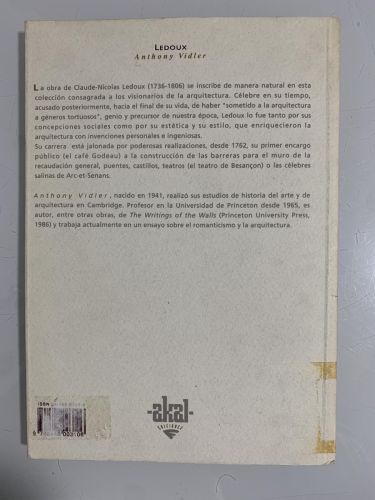 LEDOUX
Anthony Vidler
La obra de Claude-Nicolas Ledoux (1736-1806) se inscribe de manera natural en esta
colección consagrada a los visionarios de la arquitectura. Célebre en su tiempo,
acusado posteriormente, hacia el final de su vida, de haber "sometido a la arquitectura
a géneros tortuosos", genio y precursor de nuestra época, Ledoux lo fue tanto por sus
concepciones sociales como por su estética y su estilo, que enriquecieron la
arquitectura con invenciones personales e ingeniosas.
Su carrera está jalonada por poderosas realizaciones, desde 1762, su primer encargo
público (el café Godeau) a la construcción de las barreras para el muro de la
recaudación general, puentes, castillos, teatros (el teatro de Besançon) o las célebres
salinas de Arc-et-Senans.
Anthony Vidler, nacido en 1941, realizó sus estudios de historia del arte y de
arquitectura en Cambridge. Profesor en la Universidad de Princeton desde 1965, es
autor, entre otras obras, de The Writings of the Walls (Princeton University Press,
1986) y trabaja actualmente en un ensayo sobre el romanticismo y la arquitectura.
ISBN
-akal-
EDICIONES